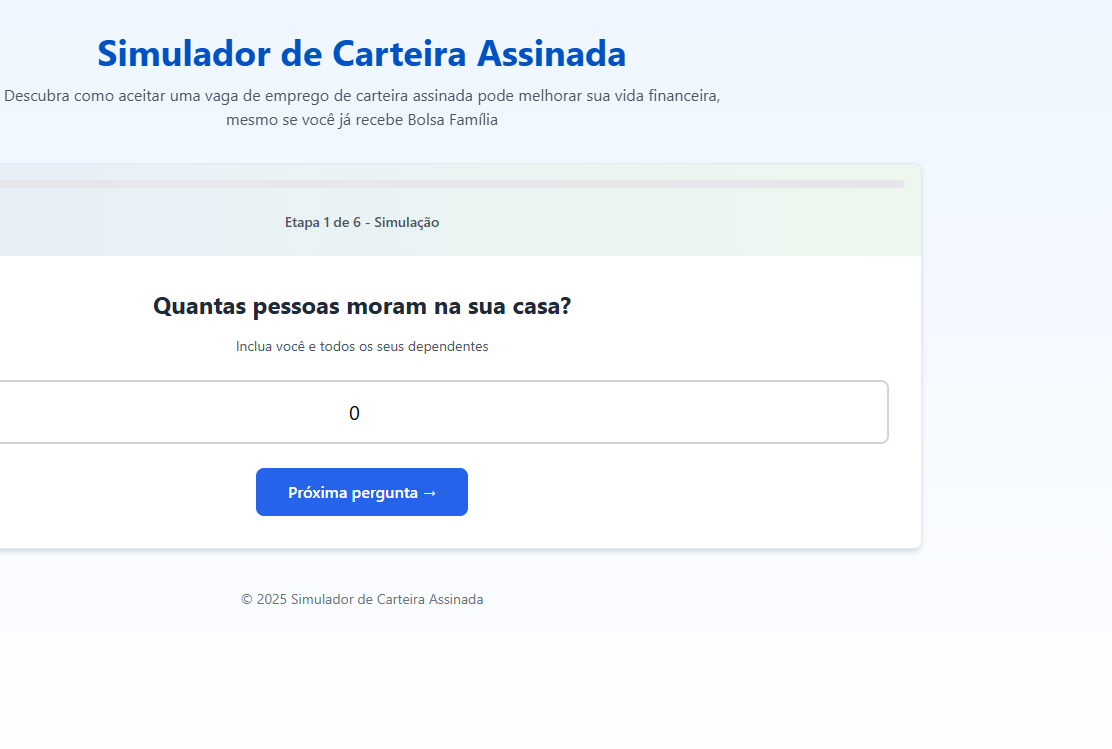 Simulador de Carteira Assinada
Descubra como aceitar uma vaga de emprego de carteira assinada pode melhorar sua vida financeira,
mesmo se você já recebe Bolsa Família
Etapa 1 de 6 - Simulação
Quantas pessoas moram na sua casa?
Inclua você e todos os seus dependentes
0
Próxima pergunta →
© 2025 Simulador de Carteira Assinada